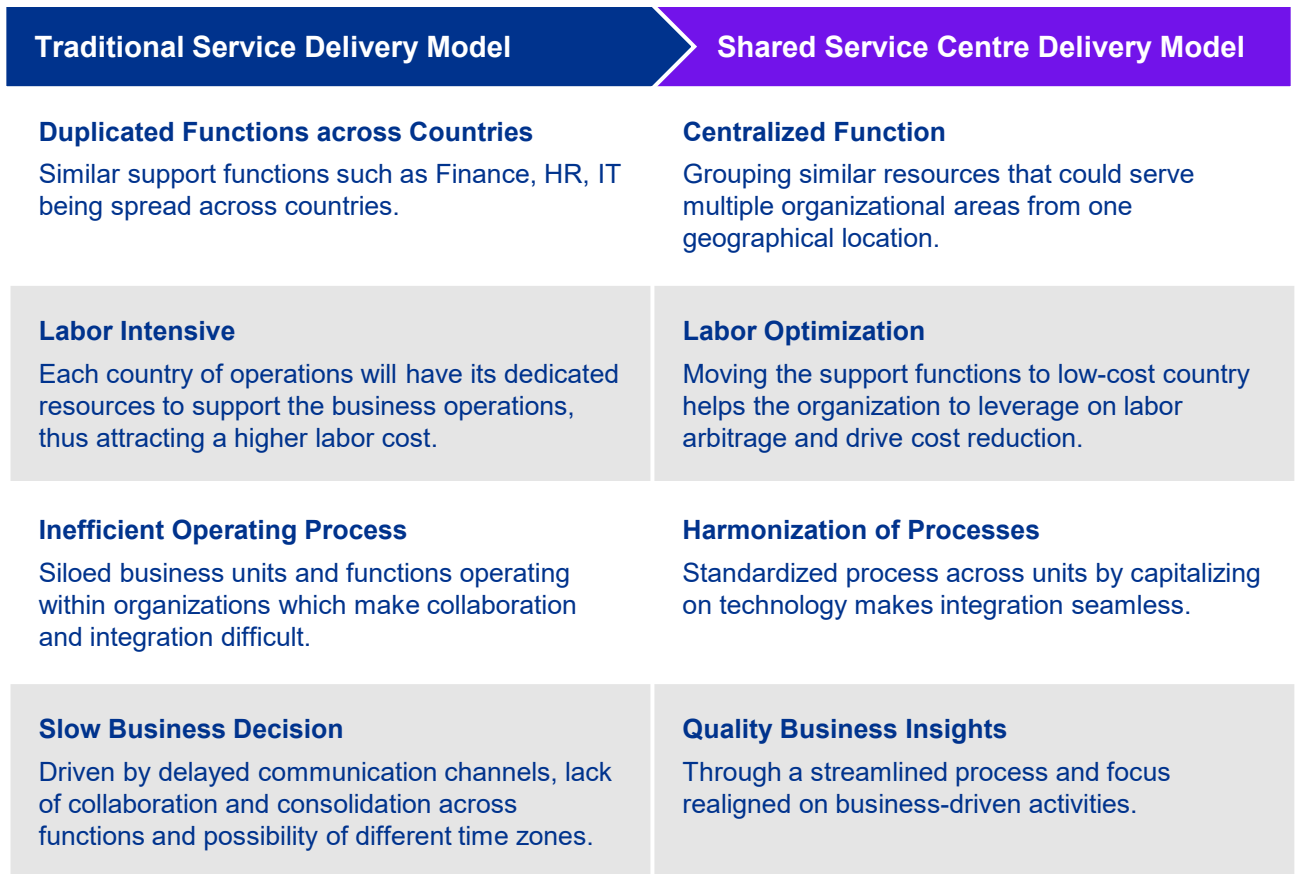 Traditional Service Delivery Model
Shared Service Centre Delivery Model
Duplicated Functions across Countries
Similar support functions such as Finance, HR, IT
being spread across countries.
Centralized Function
Grouping similar resources that could serve
multiple organizational areas from one
geographical location.
Labor Intensive
Each country of operations will have its dedicated
resources to support the business operations,
thus attracting a higher labor cost.
Labor Optimization
Moving the support functions to low-cost country
helps the organization to leverage on labor
arbitrage and drive cost reduction.
Inefficient Operating Process
Siloed business units and functions operating
within organizations which make collaboration
and integration difficult.
Harmonization of Processes
Standardized process across units by capitalizing
on technology makes integration seamless.
Slow Business Decision
Driven by delayed communication channels, lack
of collaboration and consolidation across
functions and possibility of different time zones.
Quality Business Insights
Through a streamlined process and focus
realigned on business-driven activities.